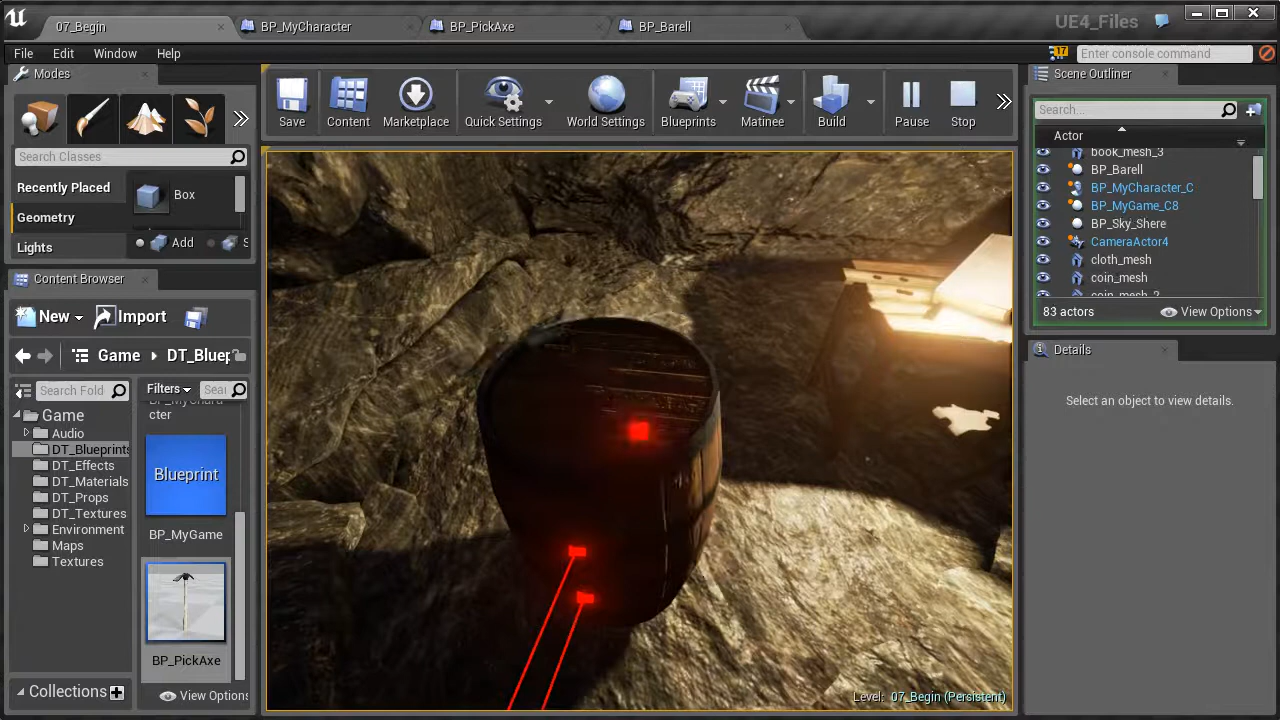 07_Begin
BP_MyCharacter
BP_PickAxe
BP_Barell
UE4_Files
File Edit Window Help
17
Enter console command
Modes
Save
Marketplace
Quick Settings
World Settings
Blueprints
Matinee
Build
Pause
Stop
Search Classes
Recently Placed
Geometry
Lights
Box
Add
Content Browser
New
Import
Game
DT_Bluep
Search Fold
Filters
Sear
Game
Audio
DT_Blueprints
DT_Effects
DT_Materials
DT_Props
DT_Textures
Environment
Maps
Textures
cter
Blueprint
BP_MyGame
BP_PickAxe
Collections
View Options
Level: 07_Begin (Persistent)
Scene Outliner
Search...
Actor
book_mesh_3
BP_Barell
BP_MyCharacter_C
BP_MyGame_C8
BP_Sky_Shere
CameraActor4
cloth_mesh
coin_mesh
coin_mesh_2
83 actors
View Options
Details
Select an object to view details.